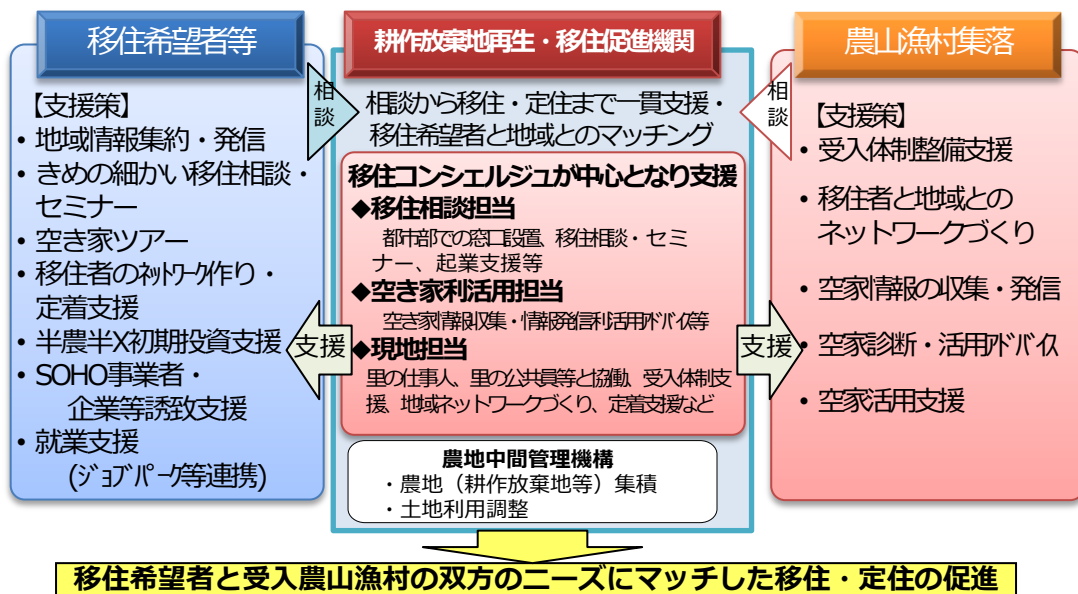 移住希望者等
【支援策】
• 地域情報集約・発信
• きめの細かい移住相談・
セミナー
• 空き家ツアー
• 移住者のﾈｯﾄﾜｰｸ作り・
定着支援
• 半農半X初期投資支援
• SOHO事業者・
企業等誘致支援
• 就業支援
(ｼﾞｮﾌﾞﾊﾟｰｸ等連携)
相談
支援
耕作放棄地再生・移住促進機関
相談から移住・定住まで一貫支援・
移住希望者と地域とのマッチング
移住コンシェルジュが中心となり支援
◆移住相談担当
都市部での窓口設置、移住相談・セミ
ナー、起業支援等
◆空き家利活用担当
空き家情報収集・情報発信利活用ｱﾄﾞﾊﾞｲｽ等
◆現地担当
里の仕事人、里の公共員等と協働、受入体制支
援、地域ネットワークづくり、定着支援など
農地中間管理機構
・農地（耕作放棄地等）集積
・土地利用調整
相談
支援
農山漁村集落
【支援策】
• 受入体制整備支援
• 移住者と地域との
ネットワークづくり
• 空家情報の収集・発信
• 空家診断・活用ｱﾄﾞﾊﾞｲｽ
• 空家活用支援
移住希望者と受入農山漁村の双方のニーズにマッチした移住・定住の促進